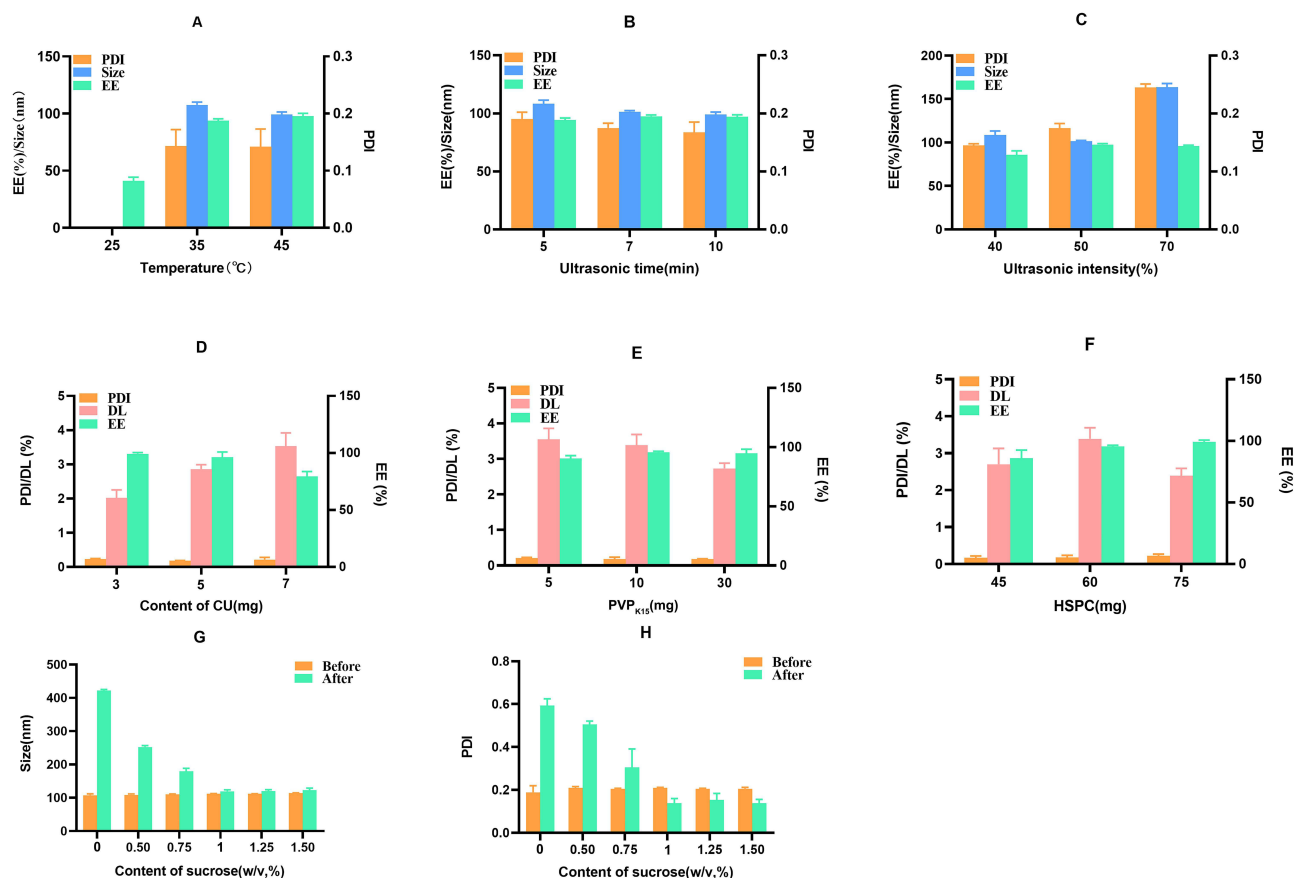 A
PDI
Size
EE
EE(%)/Size(nm)
150
100
50
0
0.3
0.2
0.1
0.0
PDI
25
35
45
Temperature(°C)
B
PDI
Size
EE
EE(%)/Size(nm)
150
100
50
0
0.3
0.2
0.1
0.0
PDI
5
7
10
Ultrasonic time(min)
C
PDI
Size
EE
EE(%)/Size(nm)
200
150
100
50
0
0.3
0.2
0.1
0.0
PDI
40
50
70
Ultrasonic intensity(%)
D
PDI
DL
EE
PDI/DL (%)
5
4
3
2
1
0
150
100
50
0
EE (%)
3
5
7
Content of CU(mg)
E
PDI
DL
EE
PDI/DL (%)
5
4
3
2
1
0
150
100
50
0
EE (%)
5
10
30
PVPK15(mg)
F
PDI
DL
EE
PDI/DL (%)
5
4
3
2
1
0
150
100
50
0
EE (%)
45
60
75
HSPC(mg)
G
Before
After
Size(nm)
500
400
300
200
100
0
0
0.50
0.75
1
1.25
1.50
Content of sucrose(w/v,%)
H
Before
After
PDI
0.8
0.6
0.4
0.2
0.0
0
0.50
0.75
1
1.25
1.50
Content of sucrose(w/v,%)